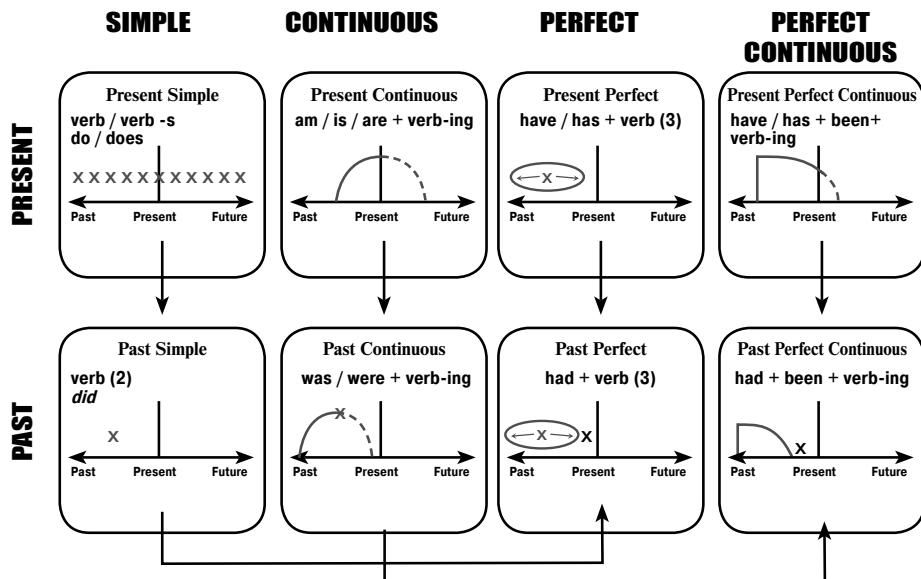 SIMPLE
CONTINUOUS
PERFECT
PERFECT
CONTINUOUS
PRESENT
Present Simple
verb / verb -s
do / does
X X X X X X X X X X X
Past Present Future
Present Continuous
am / is / are + verb-ing
Past Present Future
Present Perfect
have / has + verb (3)
X
Past Present Future
Present Perfect Continuous
have / has + been+
verb-ing
Past Present Future
PAST
Past Simple
verb (2)
did
X
Past Present Future
Past Continuous
was / were + verb-ing
X
Past Present Future
Past Perfect
had + verb (3)
X X
Past Present Future
Past Perfect Continuous
had + been + verb-ing
X
Past Present Future